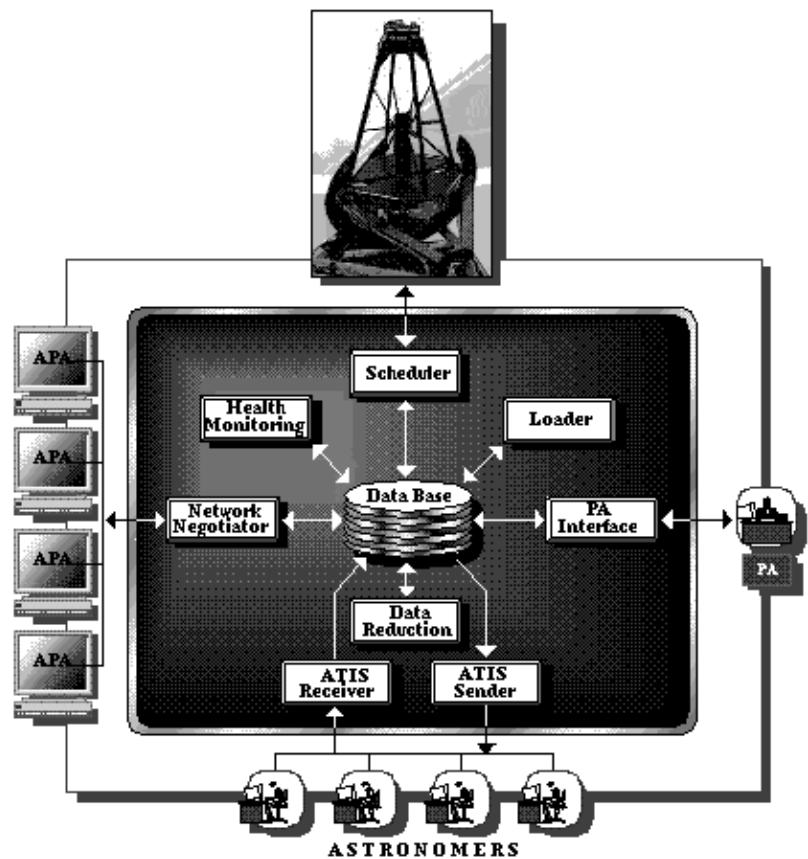 APA
APA
APA
APA
Scheduler
Health
Monitoring
Loader
Data Base
Network
Negotiator
PA
Interface
PA
Data
Reduction
ATIS
Receiver
ATIS
Sender
ASTRONOMERS